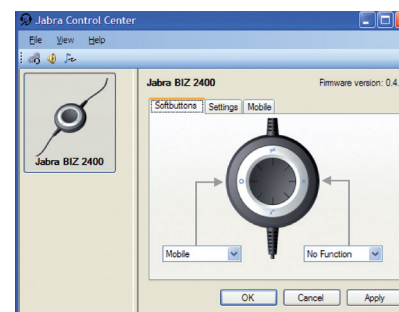 Jabra Control Center
File View Help
Jabra BIZ 2400
Jabra BIZ 2400 Firmware version: 0.4.
Softbuttons Settings Mobile
Mobile No Function
OK Cancel Apply